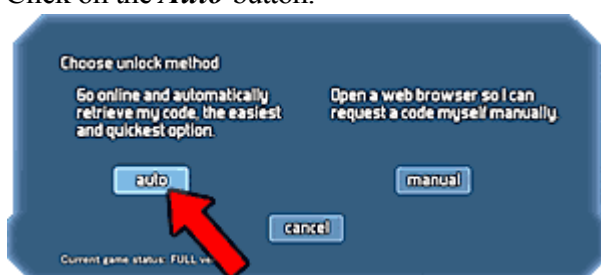 Click on the Auto button.
Choose unlock method
Go online and automatically
retrieve my code, the easiest
and quickest option.
Open a web browser so I can
request a code myself manually.
auto
manual
cancel
Current game status: FULL